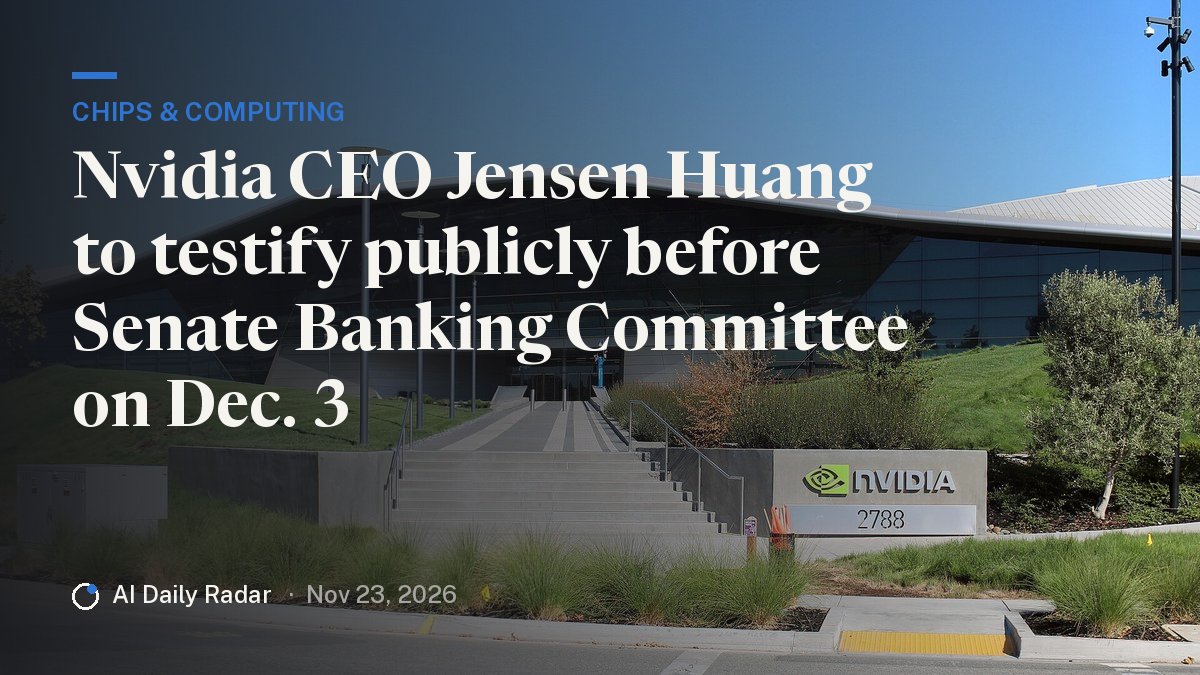 CHIPS & COMPUTING
Nvidia CEO Jensen Huang
to testify publicly before
Senate Banking Committee
on Dec. 3
NVIDIA
2788
AI Daily Radar · Nov 23, 2026